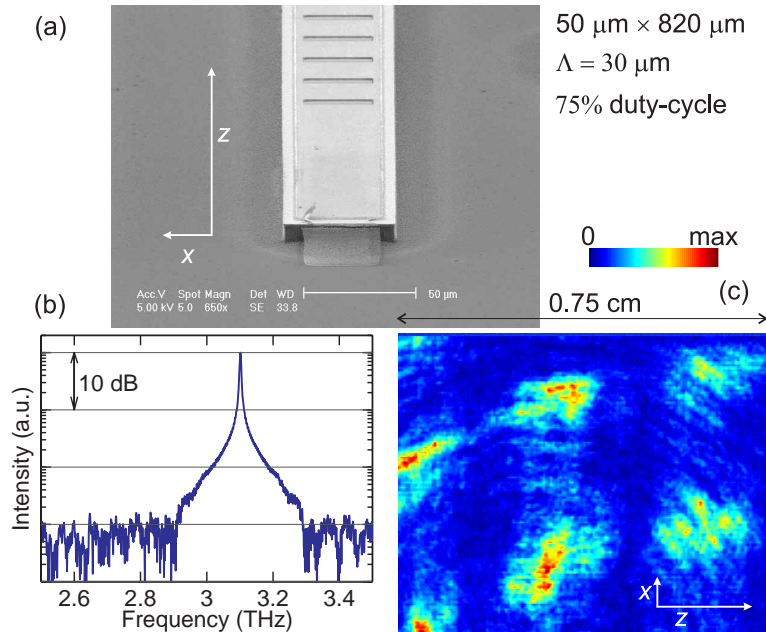 (a)
50 μm × 820 μm
Λ = 30 μm
75% duty-cycle
z
x
0 max
Acc.V Spot Magn Det WD
5.00 kV 5.0 650x SE 33.8 50 μm
(b)
0.75 cm
(c)
10 dB
Intensity (a.u.)
2.6 2.8 3 3.2 3.4
Frequency (THz)
x
z